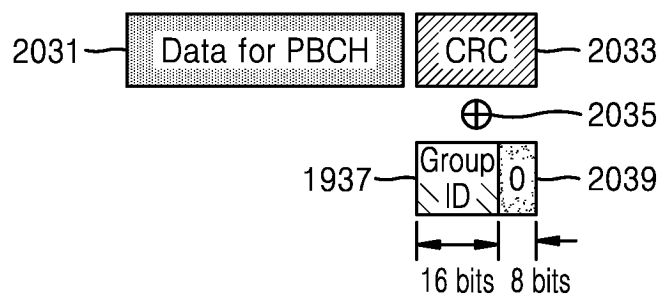 2031 Data for PBCH CRC 2033
⊕ 2035
1937 Group ID 0 2039
16 bits 8 bits